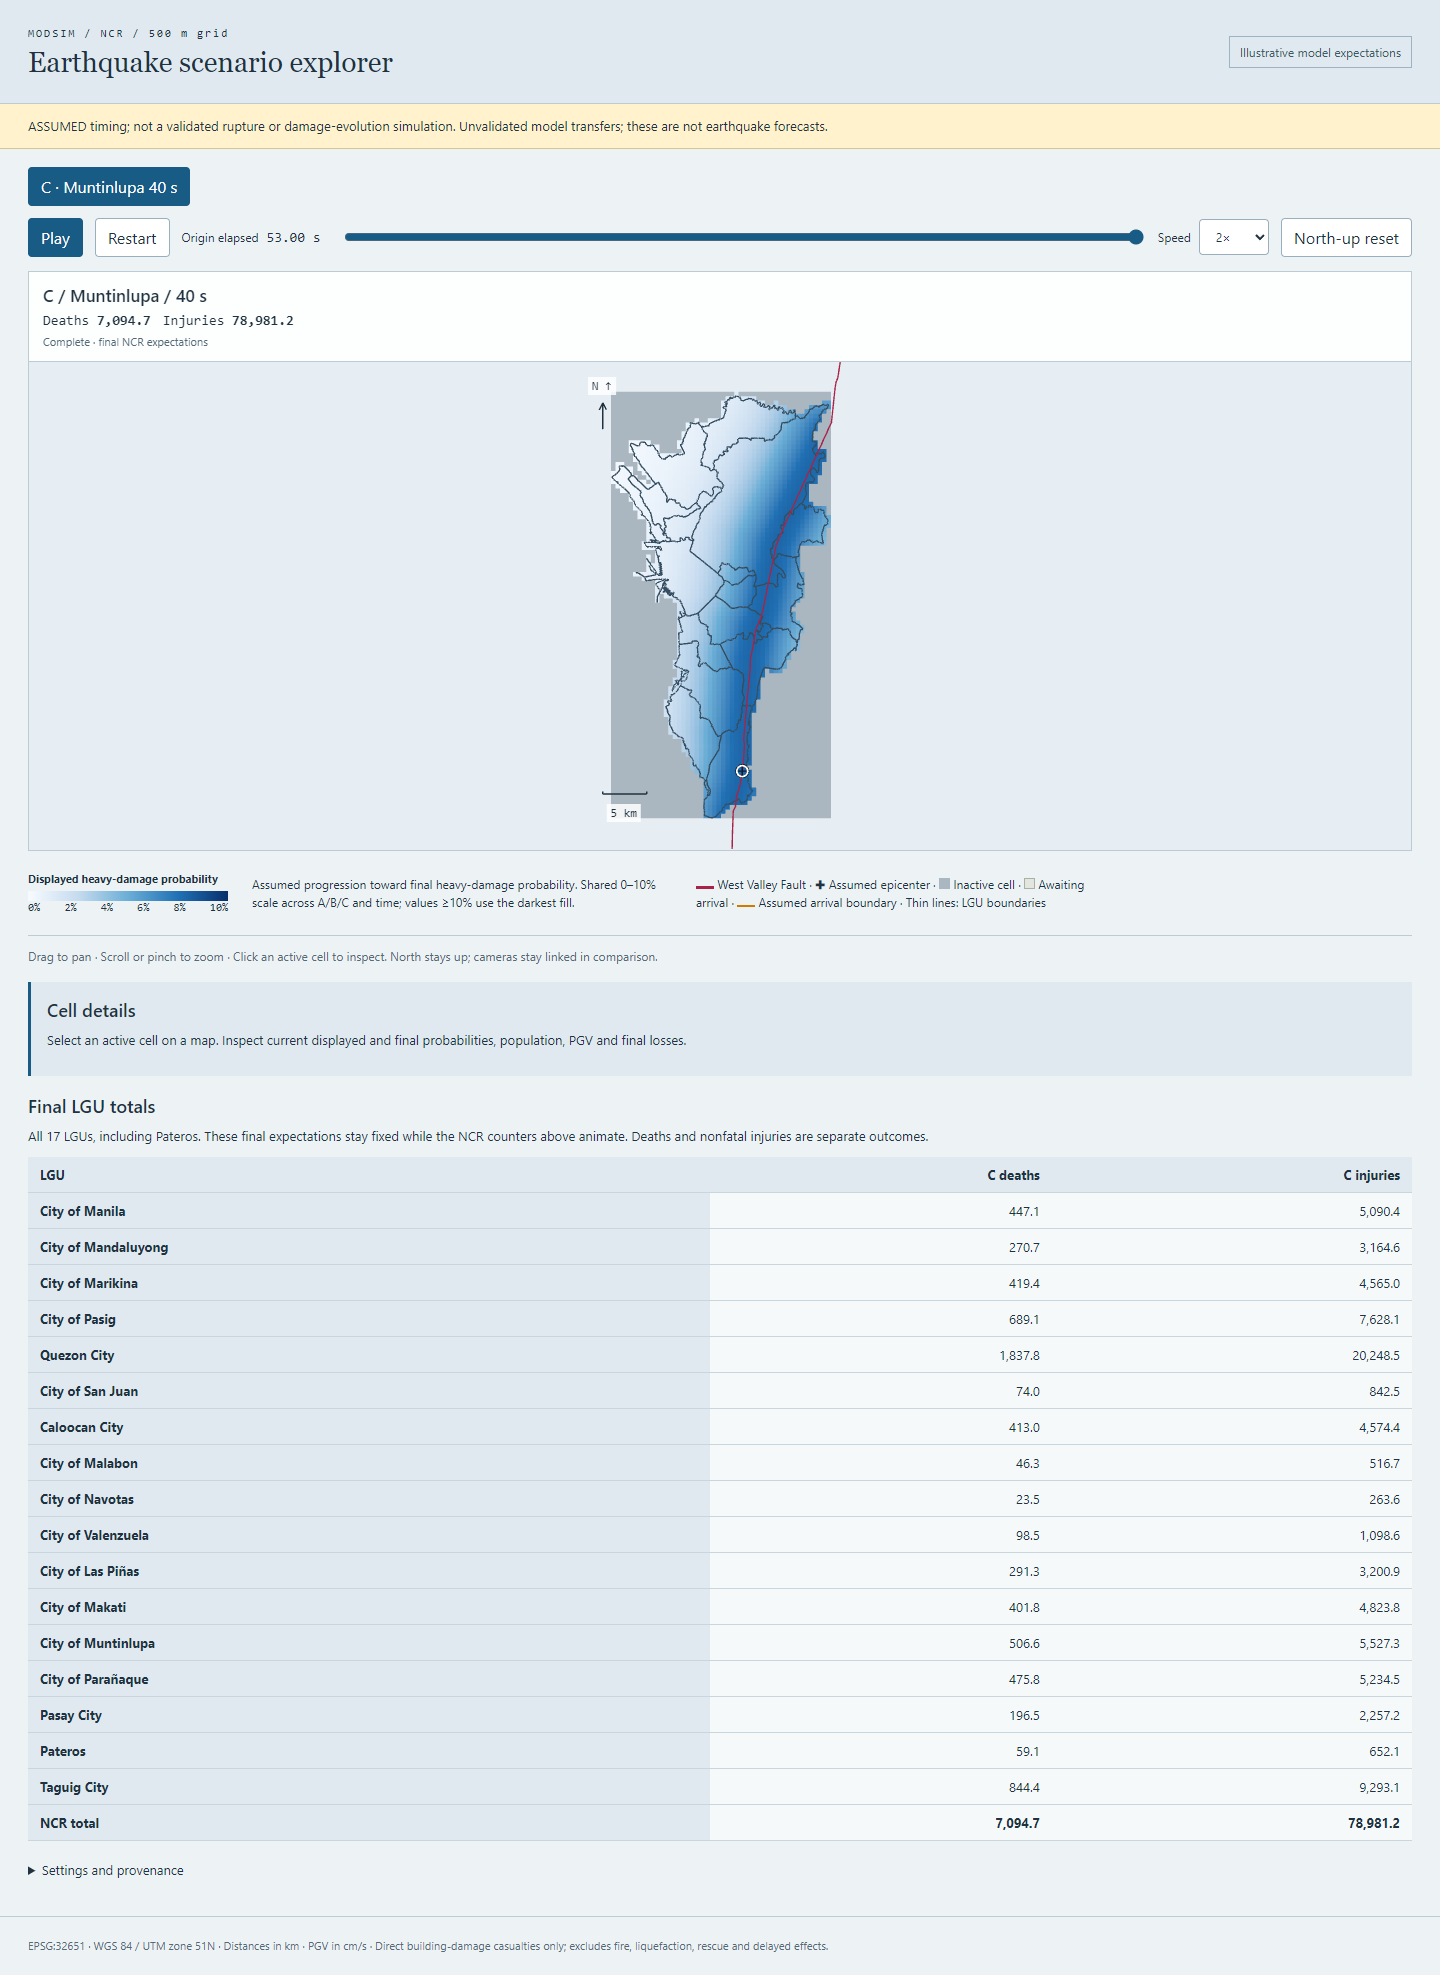 MODSIM / NCR / 500 m grid
Earthquake scenario explorer
Illustrative model expectations
ASSUMED timing; not a validated rupture or damage-evolution simulation. Unvalidated model transfers; these are not earthquake forecasts.
C · Muntinlupa 40 s
Play Restart Origin elapsed 53.00 s Speed 2× North-up reset
C / Muntinlupa / 40 s
Deaths 7,094.7 Injuries 78,981.2
Complete · final NCR expectations
N ↑
5 km
Displayed heavy-damage probability
0% 2% 4% 6% 8% 10%
Assumed progression toward final heavy-damage probability. Shared 0–10%
scale across A/B/C and time; values ≥10% use the darkest fill.
West Valley Fault · ✚ Assumed epicenter · Inactive cell · Awaiting
arrival · Assumed arrival boundary · Thin lines: LGU boundaries
Drag to pan · Scroll or pinch to zoom · Click an active cell to inspect. North stays up; cameras stay linked in comparison.
Cell details
Select an active cell on a map. Inspect current displayed and final probabilities, population, PGV and final losses.
Final LGU totals
All 17 LGUs, including Pateros. These final expectations stay fixed while the NCR counters above animate. Deaths and nonfatal injuries are separate outcomes.
LGU C deaths C injuries
City of Manila 447.1 5,090.4
City of Mandaluyong 270.7 3,164.6
City of Marikina 419.4 4,565.0
City of Pasig 689.1 7,628.1
Quezon City 1,837.8 20,248.5
City of San Juan 74.0 842.5
Caloocan City 413.0 4,574.4
City of Malabon 46.3 516.7
City of Navotas 23.5 263.6
City of Valenzuela 98.5 1,098.6
City of Las Piñas 291.3 3,200.9
City of Makati 401.8 4,823.8
City of Muntinlupa 506.6 5,527.3
City of Parañaque 475.8 5,234.5
Pasay City 196.5 2,257.2
Pateros 59.1 652.1
Taguig City 844.4 9,293.1
NCR total 7,094.7 78,981.2
▶ Settings and provenance
EPSG:32651 · WGS 84 / UTM zone 51N · Distances in km · PGV in cm/s · Direct building-damage casualties only; excludes fire, liquefaction, rescue and delayed effects.